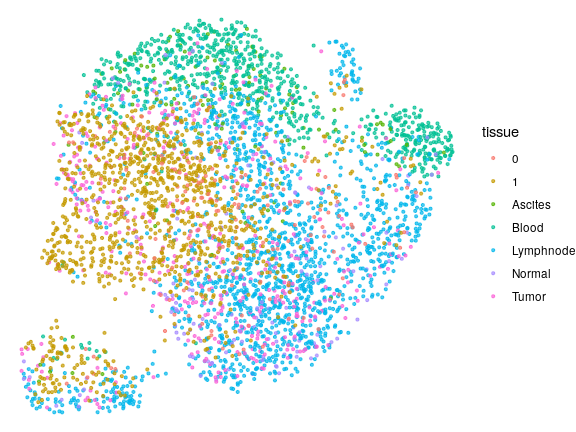 tissue
0
1
Ascites
Blood
Lymphnode
Normal
Tumor